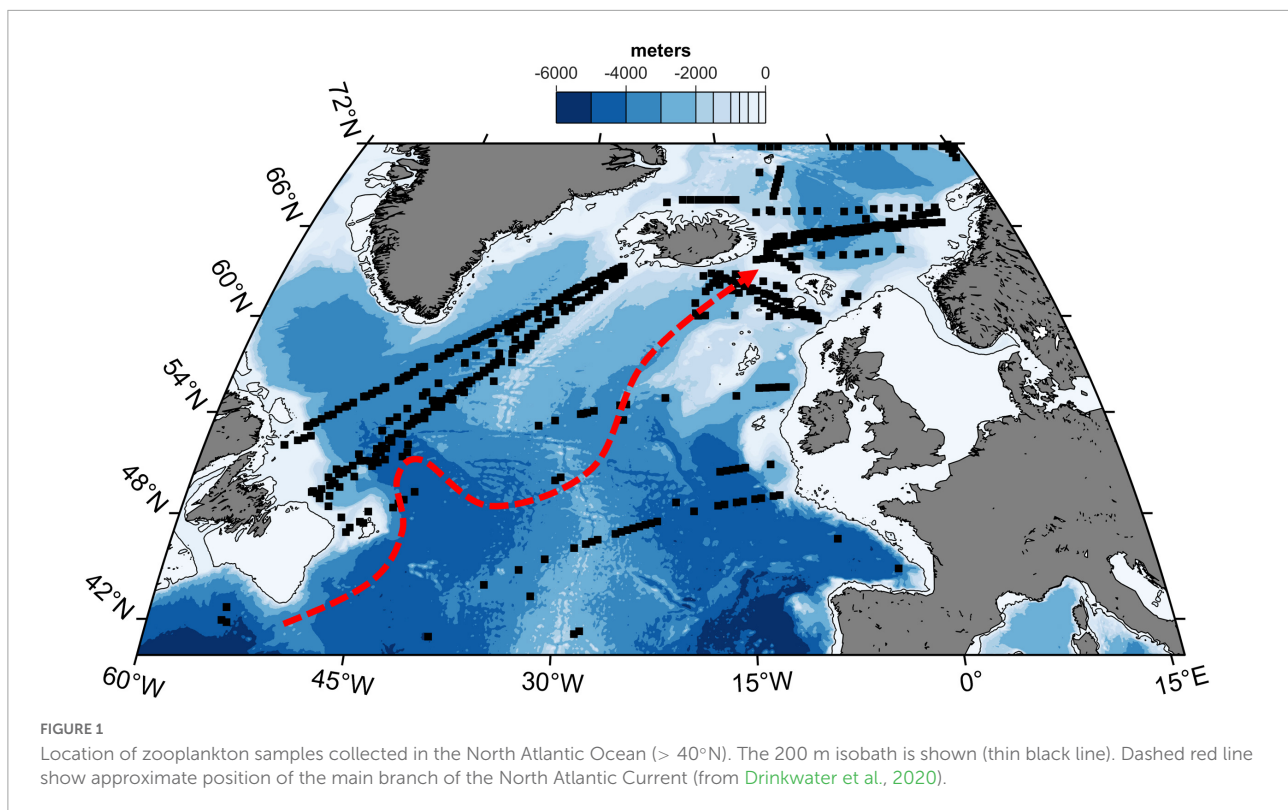 meters
-6000 -4000 -2000 0
72°N
66°N
60°N
54°N
48°N
42°N
60°W 45°W 30°W 15°W 0° 15°E
FIGURE 1
Location of zooplankton samples collected in the North Atlantic Ocean (> 40°N). The 200 m isobath is shown (thin black line). Dashed red line
show approximate position of the main branch of the North Atlantic Current (from Drinkwater et al., 2020).